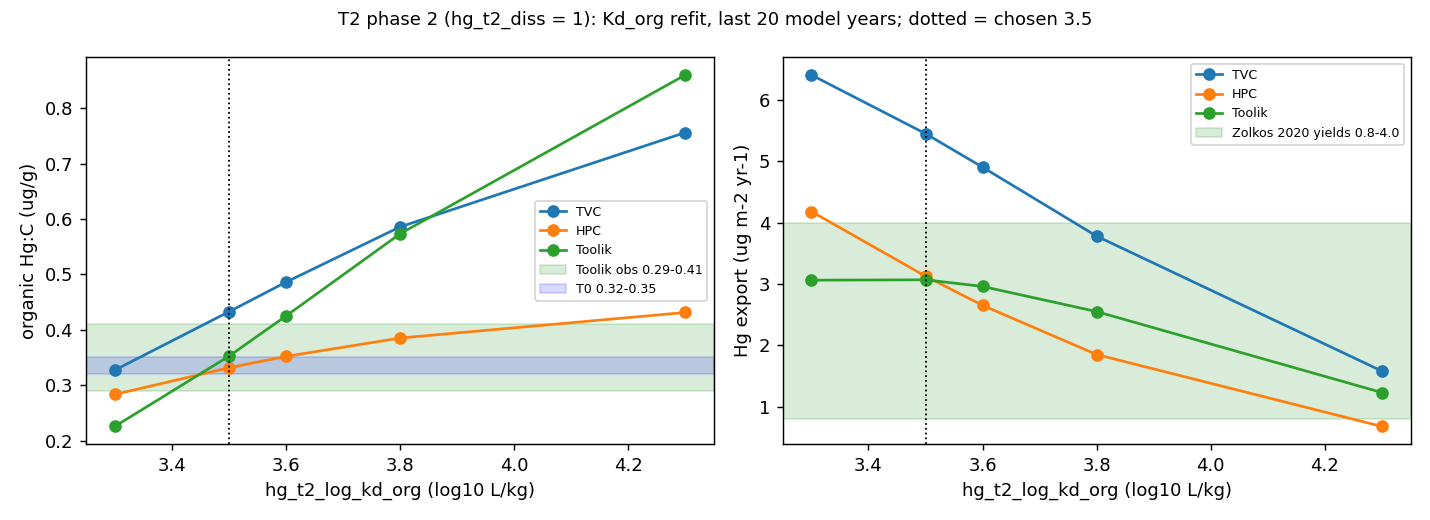 T2 phase 2 (hg_t2_diss = 1): Kd_org refit, last 20 model years; dotted = chosen 3.5
organic Hg:C (ug/g)
0.8
0.7
0.6
0.5
0.4
0.3
0.2
TVC
HPC
Toolik
Toolik obs 0.29-0.41
T0 0.32-0.35
3.4
3.6
3.8
4.0
4.2
hg_t2_log_kd_org (log10 L/kg)
Hg export (ug m-2 yr-1)
6
5
4
3
2
1
TVC
HPC
Toolik
Zolkos 2020 yields 0.8-4.0
3.4
3.6
3.8
4.0
4.2
hg_t2_log_kd_org (log10 L/kg)